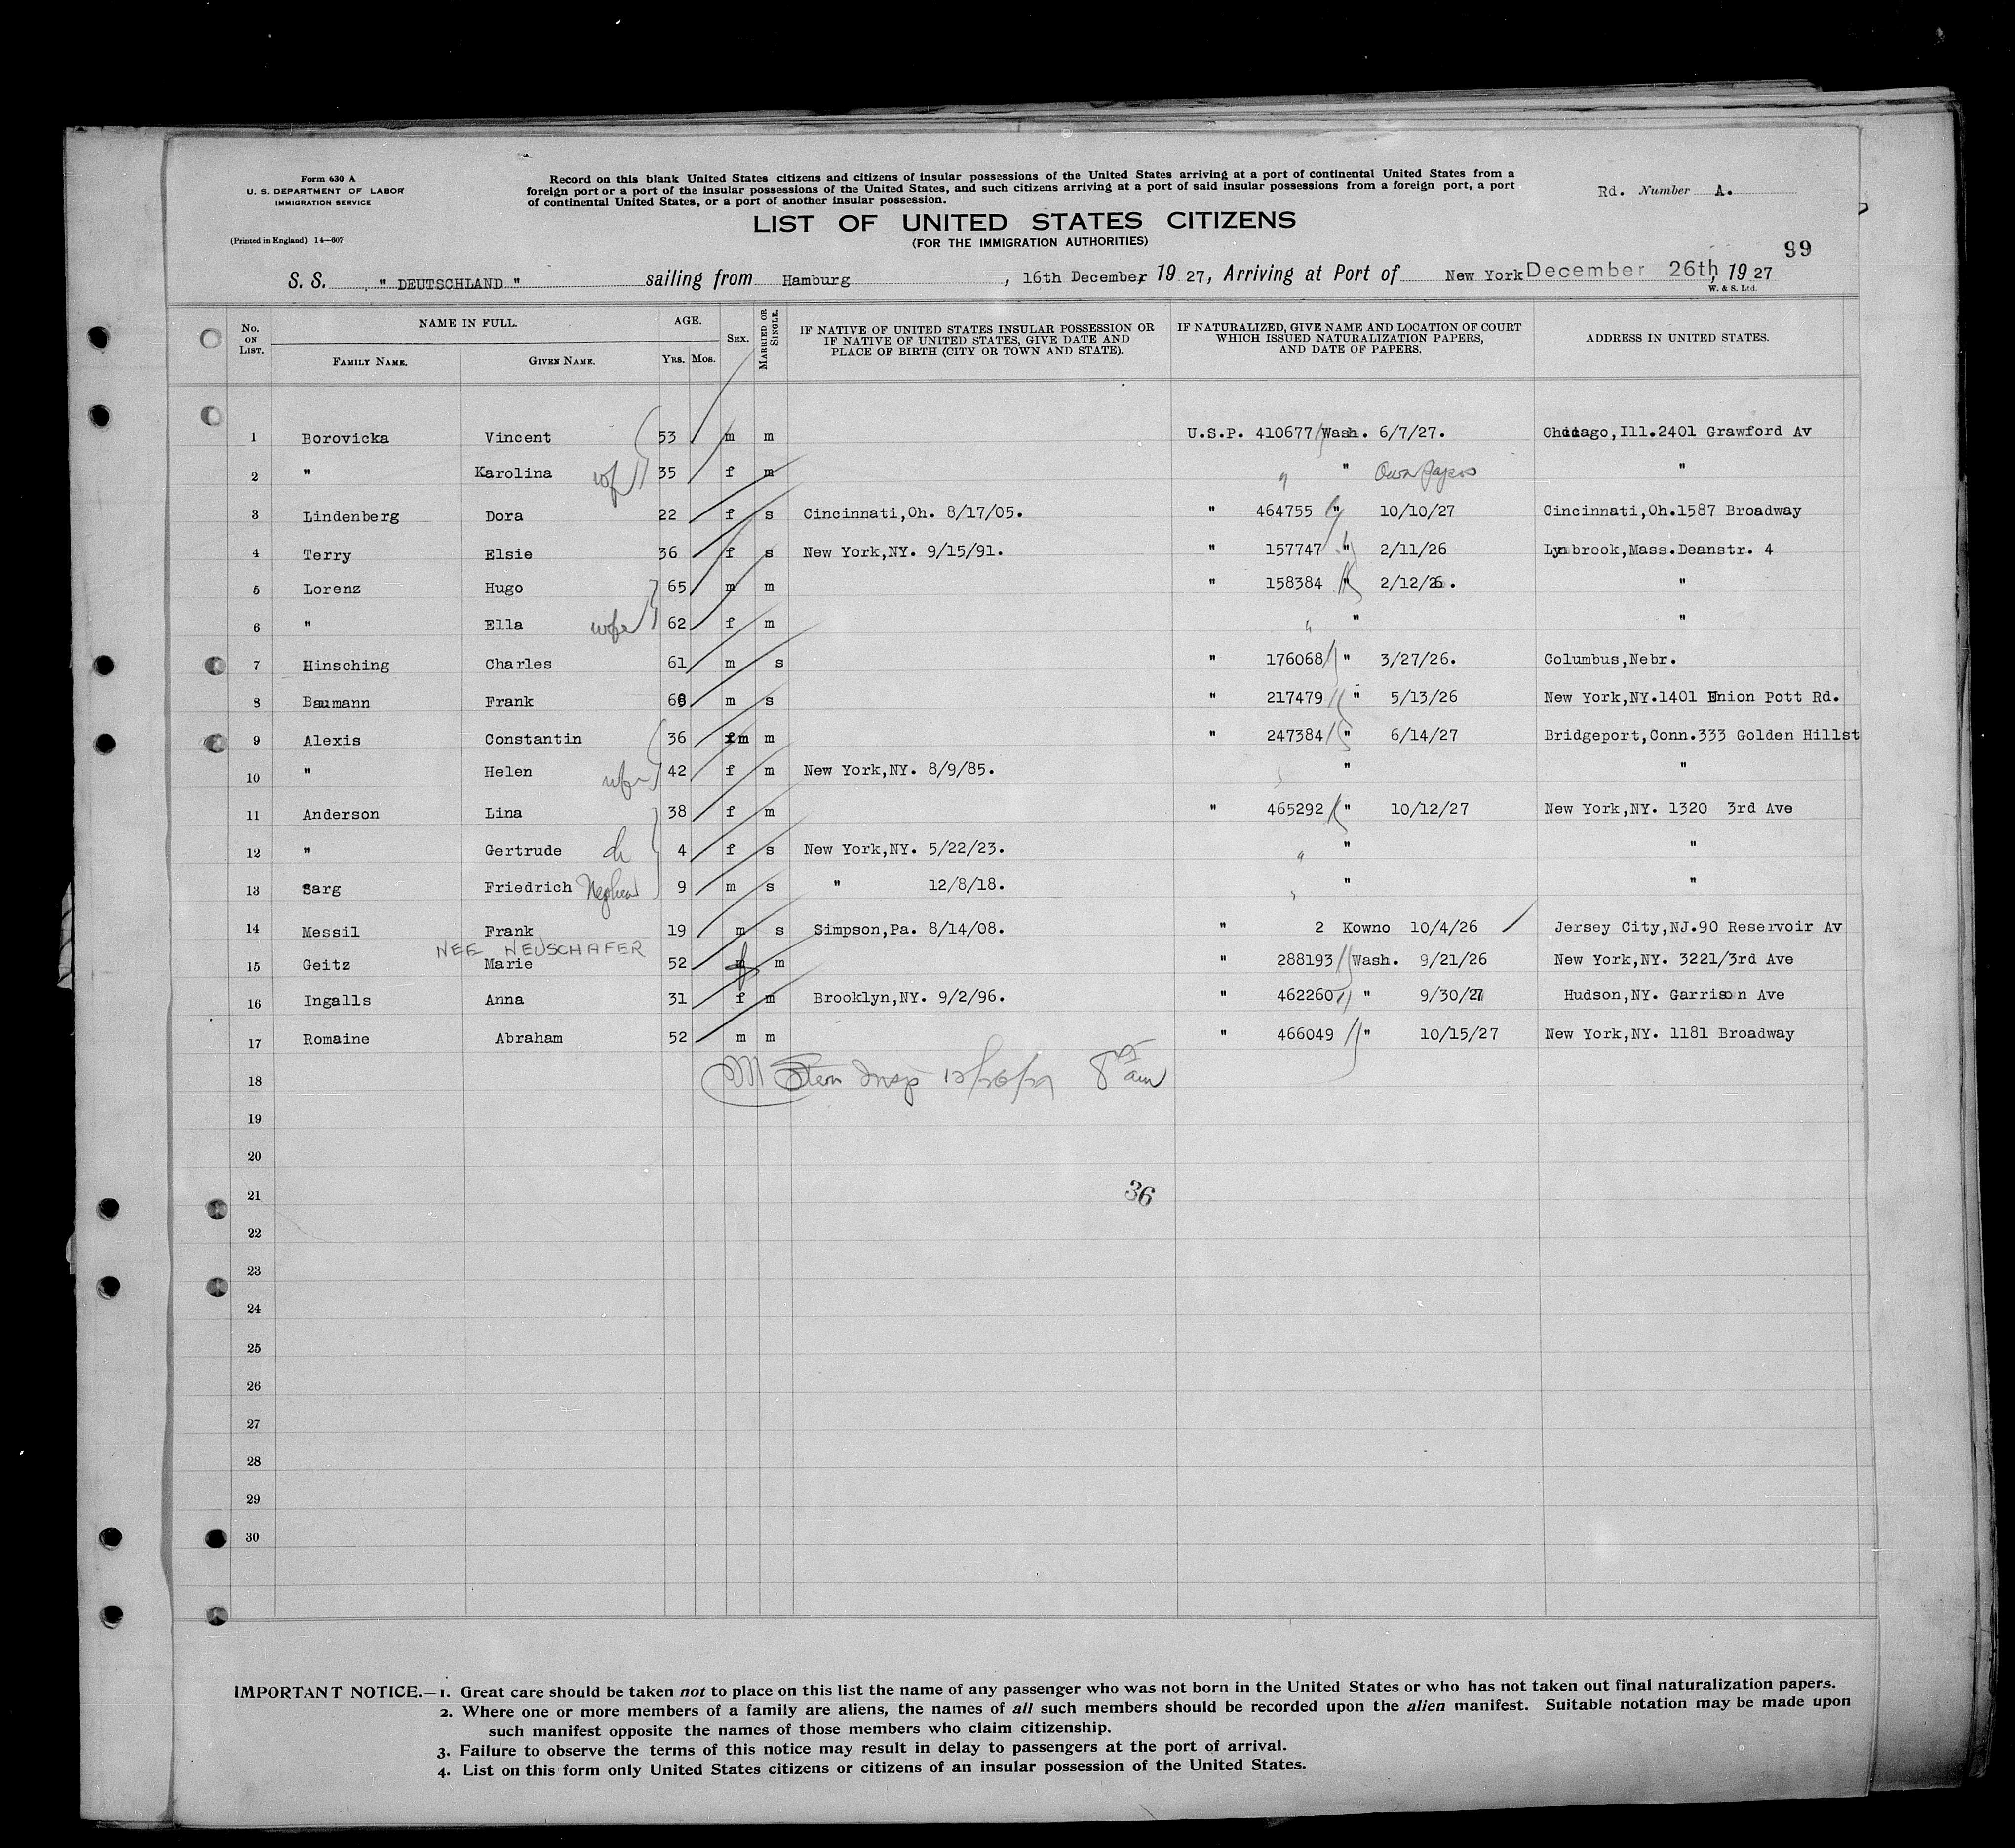 Form 630 A
U. S. DEPARTMENT OF LABOR
IMMIGRATION SERVICE
(Printed in England) 14—607
Record on this blank United States citizens and citizens of insular possessions of the United States arriving at a port of continental United States from a
foreign port or a port of the insular possessions of the United States, and such citizens arriving at a port of said insular possessions from a foreign port, a port
of continental United States, or a port of another insular possession.
Rd. Number A.
LIST OF UNITED STATES CITIZENS
(FOR THE IMMIGRATION AUTHORITIES)
99
S. S. " DEUTSCHLAND " sailing from Hamburg, 16th December, 1927, Arriving at Port of New York December 26th, 1927
W. & S. Ltd.
No. ON LIST. NAME IN FULL. FAMILY NAME. GIVEN NAME. AGE. YRS. MOS. SEX. MARRIED OR SINGLE. IF NATIVE OF UNITED STATES INSULAR POSSESSION OR IF NATIVE OF UNITED STATES, GIVE DATE AND PLACE OF BIRTH (CITY OR TOWN AND STATE). IF NATURALIZED, GIVE NAME AND LOCATION OF COURT WHICH ISSUED NATURALIZATION PAPERS, AND DATE OF PAPERS. ADDRESS IN UNITED STATES.
1 Borovicka Vincent 53 m m U.S.P. 410677 Wash. 6/7/27. Chicago,Ill.2401 Grawford Av
2 " Karolina wf 35 f m " " Own papers "
3 Lindenberg Dora 22 f s Cincinnati,Oh. 8/17/05. " 464755 " 10/10/27 Cincinnati,Oh.1587 Broadway
4 Terry Elsie 36 f s New York,NY. 9/15/91. " 157747 " 2/11/26 Lynbrook,Mass.Deanstr. 4
5 Lorenz Hugo 65 m m " 158384 " 2/12/26. "
6 " Ella wfe 62 f m " " "
7 Hinsching Charles 61 m s " 176068 " 3/27/26. Columbus,Nebr.
8 Baumann Frank m s " 217479 " 5/13/26 New York,NY.1401 Union Pott Rd.
9 Alexis Constantin 36 m m " 247384 " 6/14/27 Bridgeport,Conn.333 Golden Hillst
10 " Helen wfe 42 f m New York,NY. 8/9/85. " "
11 Anderson Lina 38 f m " 465292 " 10/12/27 New York,NY. 1320 3rd Ave
12 " Gertrude ch 4 f s New York,NY. 5/22/23. " " "
13 Sarg Friedrich Nephew 9 m s " 12/8/18. " "
14 Messil Frank 19 m s Simpson,Pa. 8/14/08. " 2 Kowno 10/4/26 Jersey City,NJ.90 Reservoir Av
NEE NEUSCHAFER
15 Geitz Marie 52 f m " 288193 Wash. 9/21/26 New York,NY. 3221/3rd Ave
16 Ingalls Anna 31 f m Brooklyn,NY. 9/2/96. " 462260 " 9/30/27 Hudson,NY. Garrison Ave
17 Romaine Abraham 52 m m " 466049 " 10/15/27 New York,NY. 1181 Broadway
18 Stern Insp 12/26/27 8 am
19
20
21 36
22
23
24
25
26
27
28
29
30
IMPORTANT NOTICE.—1. Great care should be taken not to place on this list the name of any passenger who was not born in the United States or who has not taken out final naturalization papers.
2. Where one or more members of a family are aliens, the names of all such members should be recorded upon the alien manifest. Suitable notation may be made upon
such manifest opposite the names of those members who claim citizenship.
3. Failure to observe the terms of this notice may result in delay to passengers at the port of arrival.
4. List on this form only United States citizens or citizens of an insular possession of the United States.